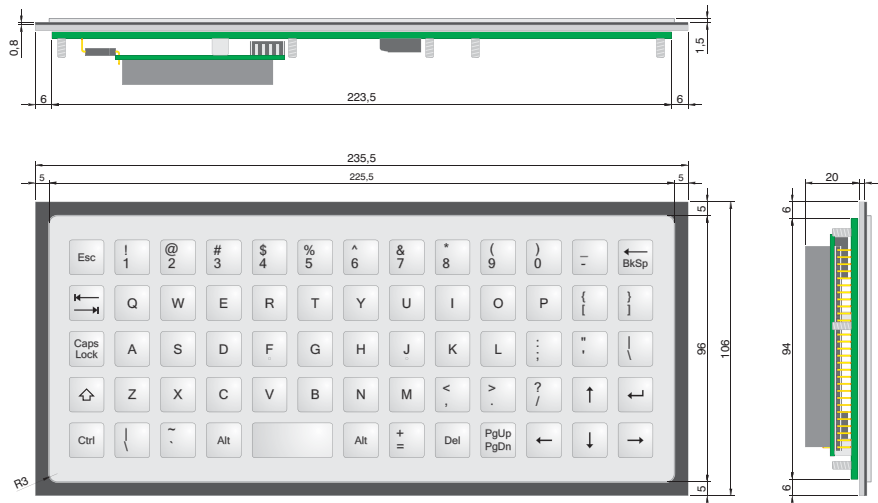 0,8
1,5
6 223,5 6
235,5
5 225,5 5
20
5
6
Esc ! @ # $ % ^ & * ( ) _ ←
1 2 3 4 5 6 7 8 9 0 - BkSp
Q W E R T Y U I O P { }
[ ]
Caps A S D F G H J K L : " |
Lock ; ' \
96
106
94
Z X C V B N M < > ? ↑ ↵
, . /
Ctrl | ~ Alt Alt + Del PgUp ← ↓ →
\ ` = PgDn
R3
5
6